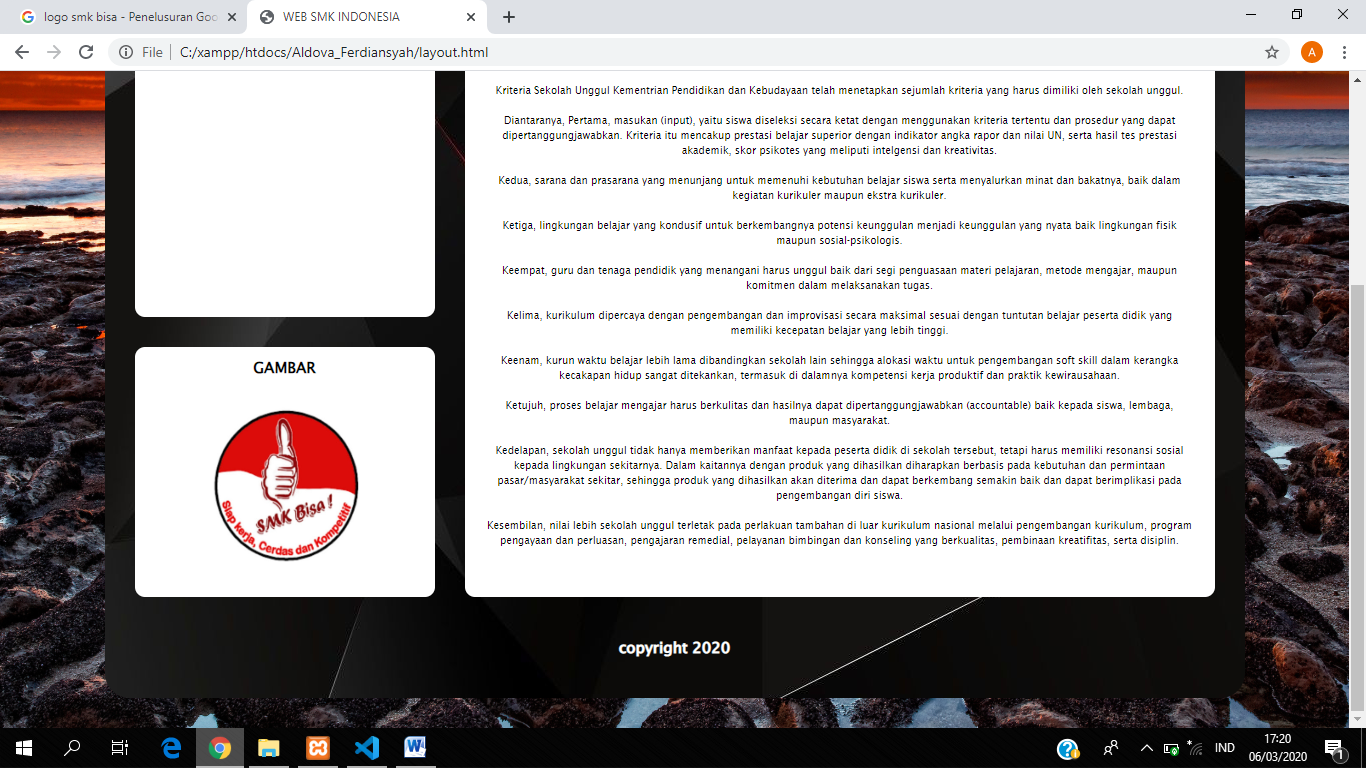 logo smk bisa - Penelusuran Goo
WEB SMK INDONESIA
File
C:/xampp/htdocs/Aldova_Ferdiansyah/layout.html
A
Kriteria Sekolah Unggul Kementrian Pendidikan dan Kebudayaan telah menetapkan sejumlah kriteria yang harus dimiliki oleh sekolah unggul.
Diantaranya, Pertama, masukan (input), yaitu siswa diseleksi secara ketat dengan menggunakan kriteria tertentu dan prosedur yang dapat
dipertanggungjawabkan. Kriteria itu mencakup prestasi belajar superior dengan indikator angka rapor dan nilai UN, serta hasil tes prestasi
akademik, skor psikotes yang meliputi intelgensi dan kreativitas.
Kedua, sarana dan prasarana yang menunjang untuk memenuhi kebutuhan belajar siswa serta menyalurkan minat dan bakatnya, baik dalam
kegiatan kurikuler maupun ekstra kurikuler.
Ketiga, lingkungan belajar yang kondusif untuk berkembangnya potensi keunggulan menjadi keunggulan yang nyata baik lingkungan fisik
maupun sosial-psikologis.
Keempat, guru dan tenaga pendidik yang menangani harus unggul baik dari segi penguasaan materi pelajaran, metode mengajar, maupun
komitmen dalam melaksanakan tugas.
Kelima, kurikulum dipercaya dengan pengembangan dan improvisasi secara maksimal sesuai dengan tuntutan belajar peserta didik yang
memiliki kecepatan belajar yang lebih tinggi.
Keenam, kurun waktu belajar lebih lama dibandingkan sekolah lain sehingga alokasi waktu untuk pengembangan soft skill dalam kerangka
kecakapan hidup sangat ditekankan, termasuk di dalamnya kompetensi kerja produktif dan praktik kewirausahaan.
Ketujuh, proses belajar mengajar harus berkulitas dan hasilnya dapat dipertanggungjawabkan (accountable) baik kepada siswa, lembaga,
maupun masyarakat.
Kedelapan, sekolah unggul tidak hanya memberikan manfaat kepada peserta didik di sekolah tersebut, tetapi harus memiliki resonansi sosial
kepada lingkungan sekitarnya. Dalam kaitannya dengan produk yang dihasilkan diharapkan berbasis pada kebutuhan dan permintaan
pasar/masyarakat sekitar, sehingga produk yang dihasilkan akan diterima dan dapat berkembang semakin baik dan dapat berimplikasi pada
pengembangan diri siswa.
Kesembilan, nilai lebih sekolah unggul terletak pada perlakuan tambahan di luar kurikulum nasional melalui pengembangan kurikulum, program
pengayaan dan perluasan, pengajaran remedial, pelayanan bimbingan dan konseling yang berkualitas, pembinaan kreatifitas, serta disiplin.
GAMBAR
SMK Bisa !
Siap kerja, Cerdas dan Kompetitif
copyright 2020
IND
17:20
06/03/2020
1